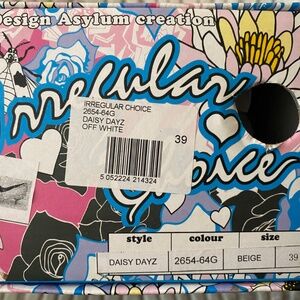 Design Asylum creation
Irregular
IRREGULAR CHOICE
2654-64G
DAISY DAYZ
OFF WHITE
39
5 052224 214324
Choice
style colour size
DAISY DAYZ 2654-64G BEIGE 39